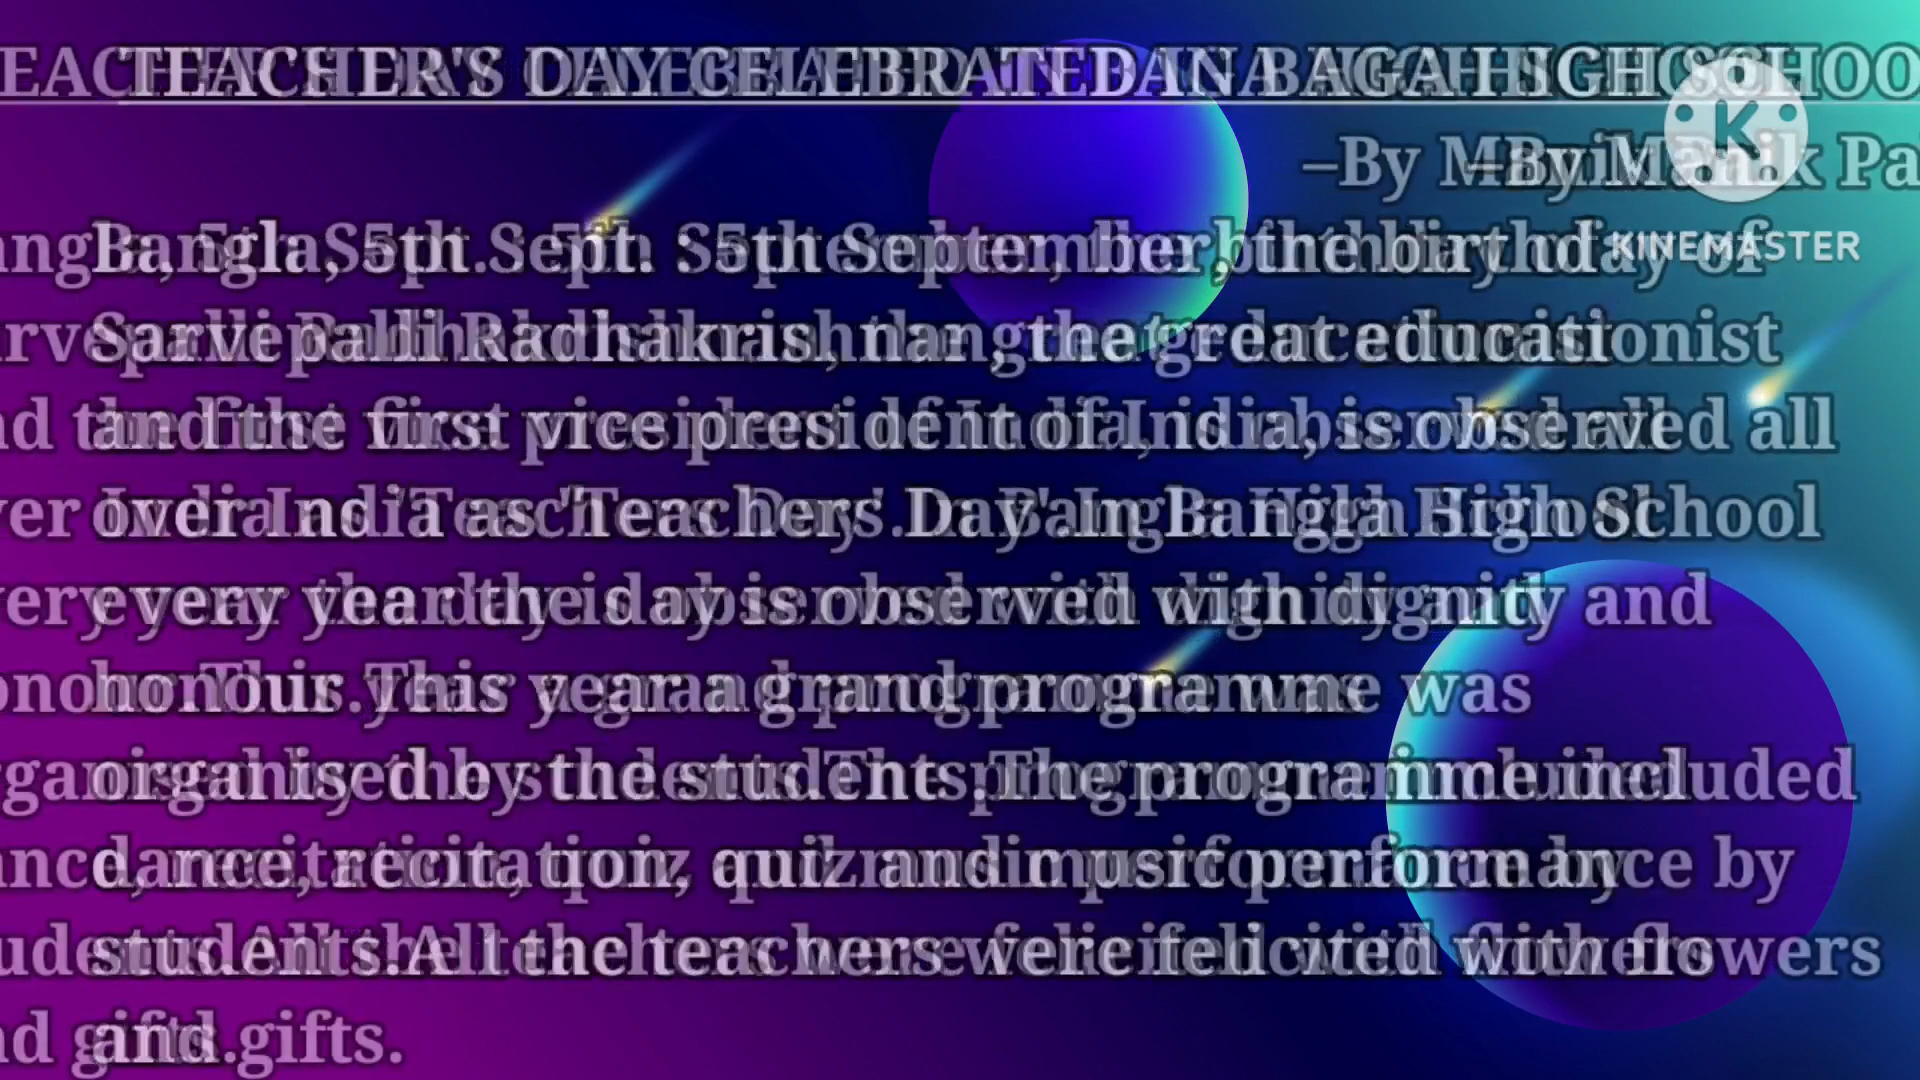 TEACHER'S DAY CELEBRATED AN BAGAH HIGH SCHOO
–By Manik Pa
KINEMASTER
Bangla, 5th Sept. : 5th September, the birthday of
Sarvepalli Radhakrishnan, the great educationist
and the first vice president of India, is observed all
over India as 'Teachers Day'. In Bangla High School
every year the day is observed with dignity and
honour. This year a grand programme was
organised by the students. The programme included
dance, recitation, quiz and music performance by
students. All the teachers were felicited with flowers
and gifts.